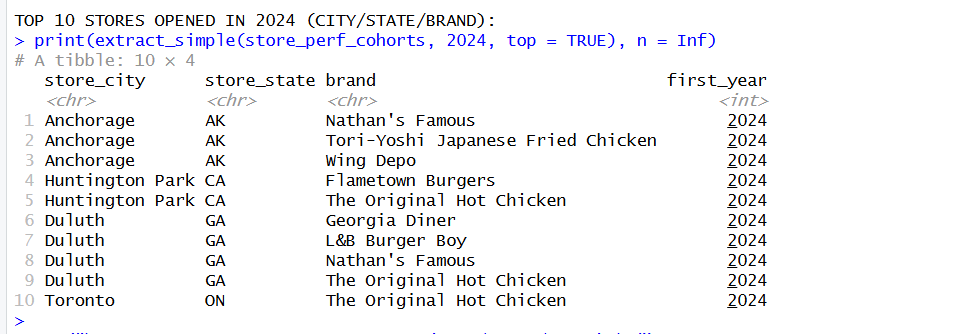 TOP 10 STORES OPENED IN 2024 (CITY/STATE/BRAND):
> print(extract_simple(store_perf_cohorts, 2024, top = TRUE), n = Inf)
# A tibble: 10 × 4
store_city store_state brand first_year
<chr> <chr> <chr> <int>
1 Anchorage AK Nathan's Famous 2024
2 Anchorage AK Tori-Yoshi Japanese Fried Chicken 2024
3 Anchorage AK Wing Depo 2024
4 Huntington Park CA Flametown Burgers 2024
5 Huntington Park CA The Original Hot Chicken 2024
6 Duluth GA Georgia Diner 2024
7 Duluth GA L&B Burger Boy 2024
8 Duluth GA Nathan's Famous 2024
9 Duluth GA The Original Hot Chicken 2024
10 Toronto ON The Original Hot Chicken 2024
>